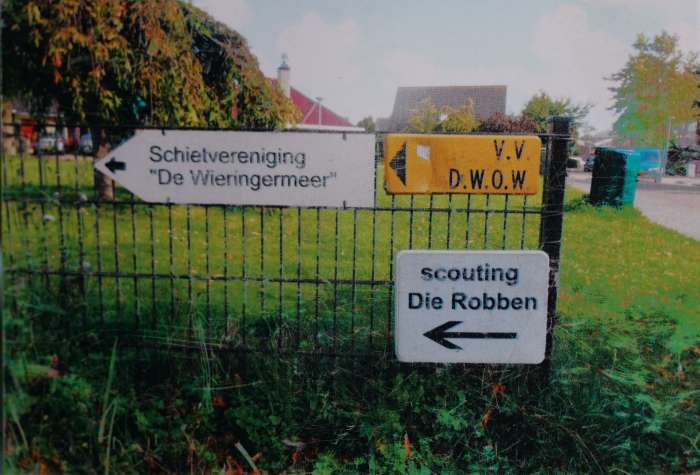 Schietvereniging
"De Wieringermeer"
V.V
D.W.O.W
scouting
Die Robben